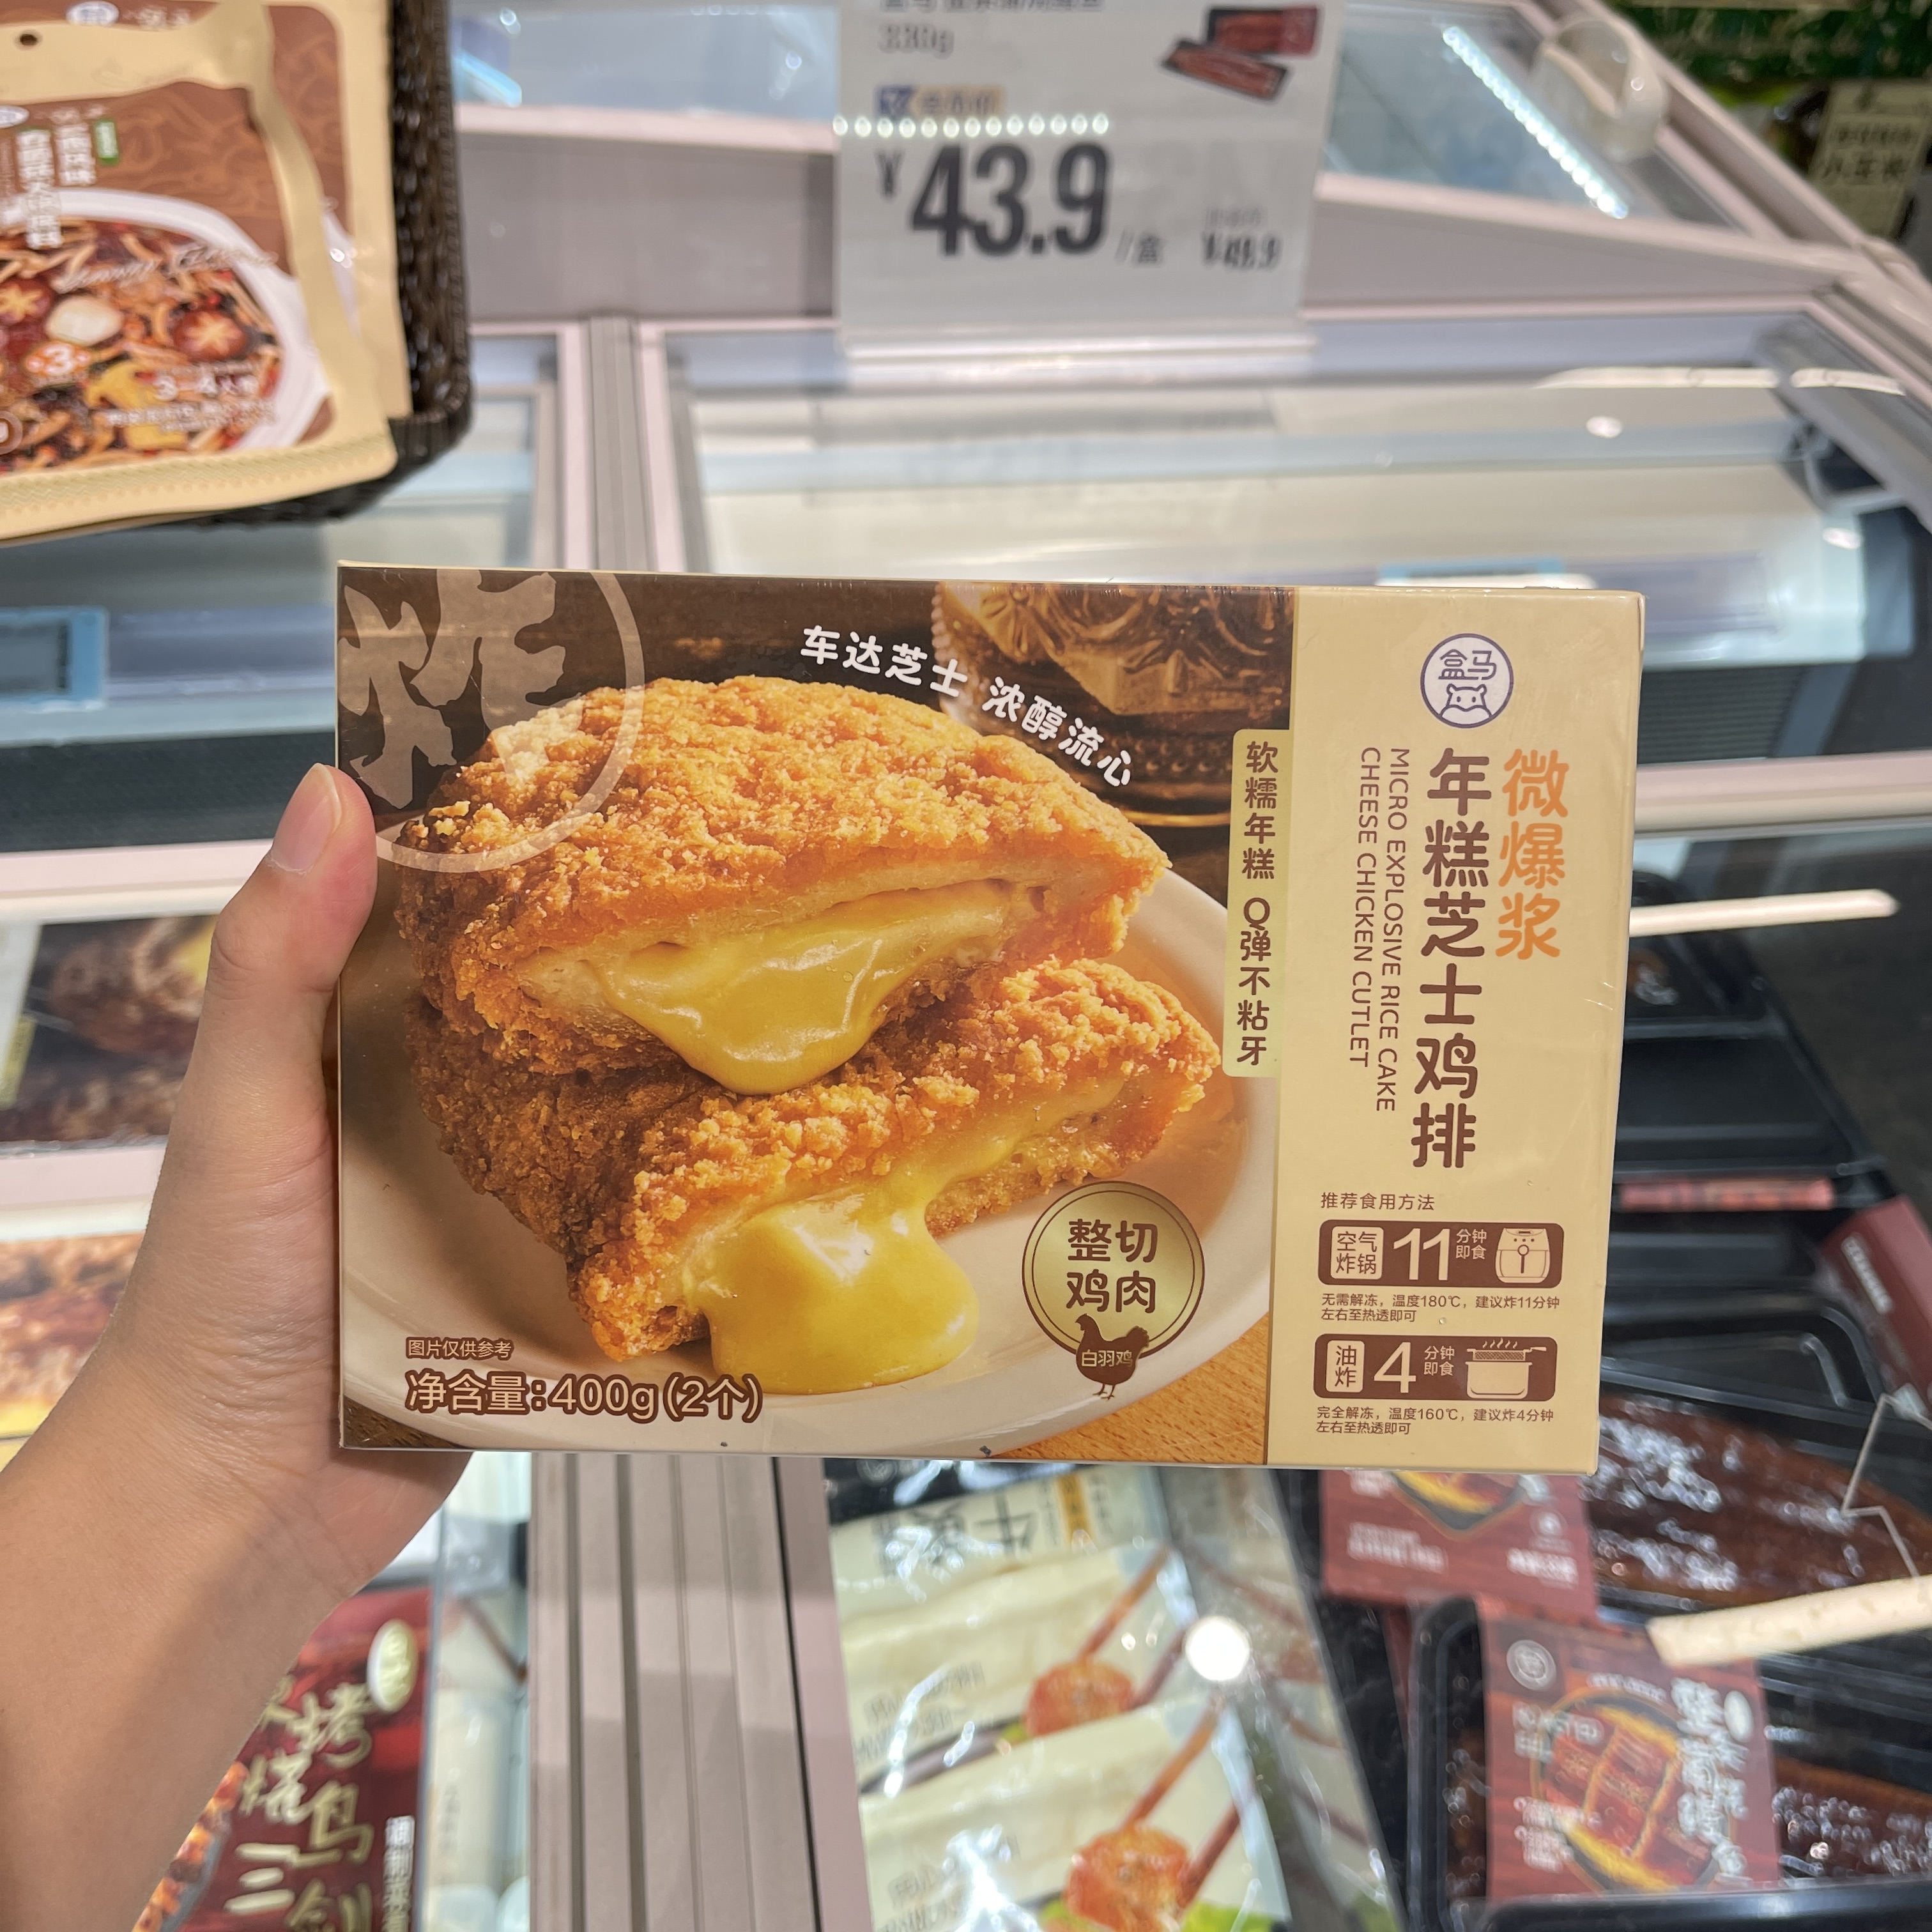 330g
¥43.9/盒
¥49.9
炸
车达芝士 浓醇流心
软糯年糕 Q弹不粘牙
盒马
微爆浆
年糕芝士鸡排
MICRO EXPLOSIVE RICE CAKE
CHEESE CHICKEN CUTLET
推荐食用方法
空气炸锅 11 分钟即食
无需解冻，温度180℃，建议炸11分钟
左右至热透即可
油炸 4 分钟即食
完全解冻，温度160℃，建议炸4分钟
左右至热透即可
整切
鸡肉
白羽鸡
图片仅供参考
净含量:400g(2个)